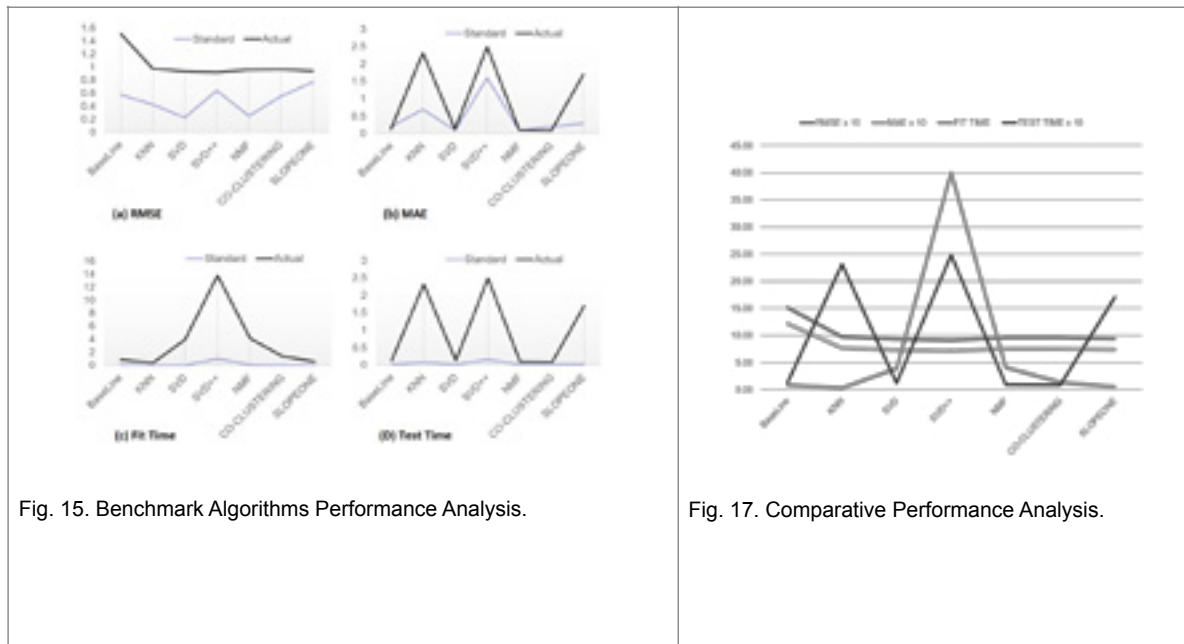 Standard Actual
1.6
1.4
1.2
1
0.8
0.6
0.4
0.2
0
BaseLine
KNN
SVD
SVD++
NMF
CO-CLUSTERING
SLOPEONE
(a) RMSE
Standard Actual
3
2.5
2
1.5
1
0.5
0
BaseLine
KNN
SVD
SVD++
NMF
CO-CLUSTERING
SLOPEONE
(b) MAE
Standard Actual
16
14
12
10
8
6
4
2
0
BaseLine
KNN
SVD
SVD++
NMF
CO-CLUSTERING
SLOPEONE
(c) Fit Time
Standard Actual
3
2.5
2
1.5
1
0.5
0
BaseLine
KNN
SVD
SVD++
NMF
CO-CLUSTERING
SLOPEONE
(D) Test Time
Fig. 15. Benchmark Algorithms Performance Analysis.
RMSE x 10 MAE x 10 FIT TIME TEST TIME x 10
45.00
40.00
35.00
30.00
25.00
20.00
15.00
10.00
5.00
0.00
BaseLine
KNN
SVD
SVD++
NMF
CO-CLUSTERING
SLOPEONE
Fig. 17. Comparative Performance Analysis.